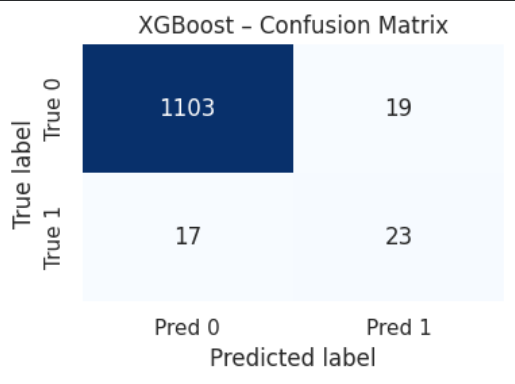 XGBoost – Confusion Matrix
True label
True 0
1103
19
True 1
17
23
Pred 0
Pred 1
Predicted label